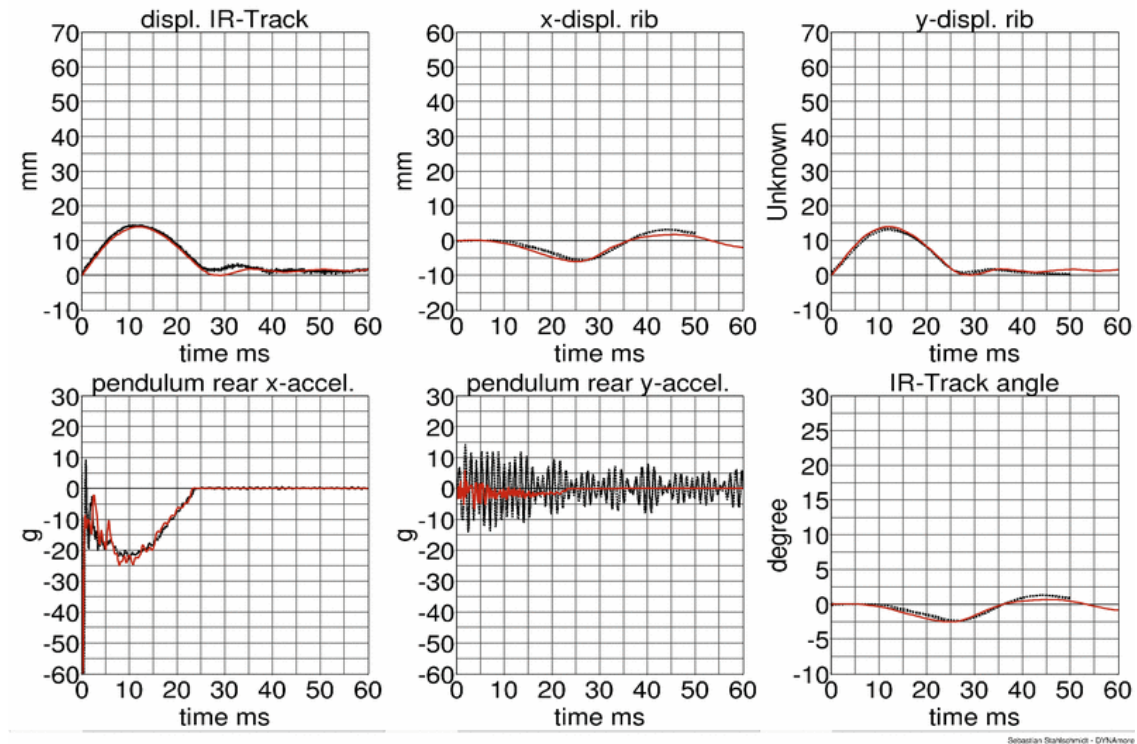 displ. IR-Track
x-displ. rib
y-displ. rib
70
60
50
40
30
20
10
0
-10
mm
0 10 20 30 40 50 60
time ms
60
50
40
30
20
10
0
-10
-20
mm
0 10 20 30 40 50 60
time ms
70
60
50
40
30
20
10
0
-10
Unknown
0 10 20 30 40 50 60
time ms
pendulum rear x-accel.
pendulum rear y-accel.
IR-Track angle
30
20
10
0
-10
-20
-30
-40
-50
-60
g
0 10 20 30 40 50 60
time ms
30
20
10
0
-10
-20
-30
-40
-50
-60
g
0 10 20 30 40 50 60
time ms
30
25
20
15
10
5
0
-5
-10
degree
0 10 20 30 40 50 60
time ms
Sebastian Stahlschmidt - DYNAmore